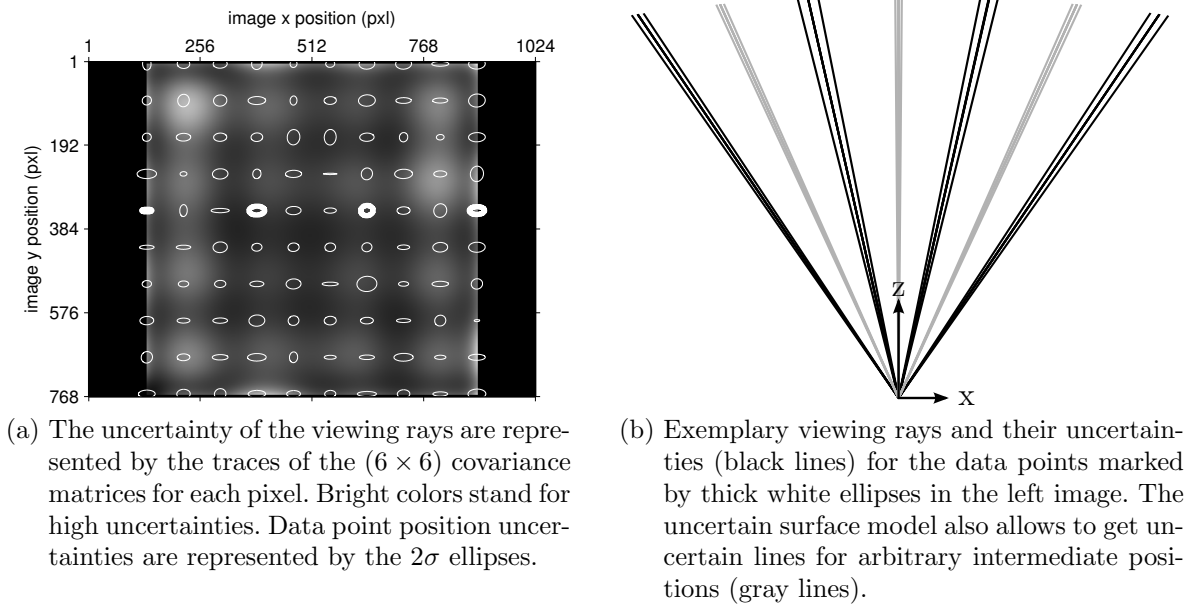 image x position (pxl)
1 256 512 768 1024
1
192
384
576
768
image y position (pxl)
z
x
(a) The uncertainty of the viewing rays are repre-
sented by the traces of the (6 × 6) covariance
matrices for each pixel. Bright colors stand for
high uncertainties. Data point position uncer-
tainties are represented by the 2σ ellipses.
(b) Exemplary viewing rays and their uncertain-
ties (black lines) for the data points marked
by thick white ellipses in the left image. The
uncertain surface model also allows to get un-
certain lines for arbitrary intermediate posi-
tions (gray lines).